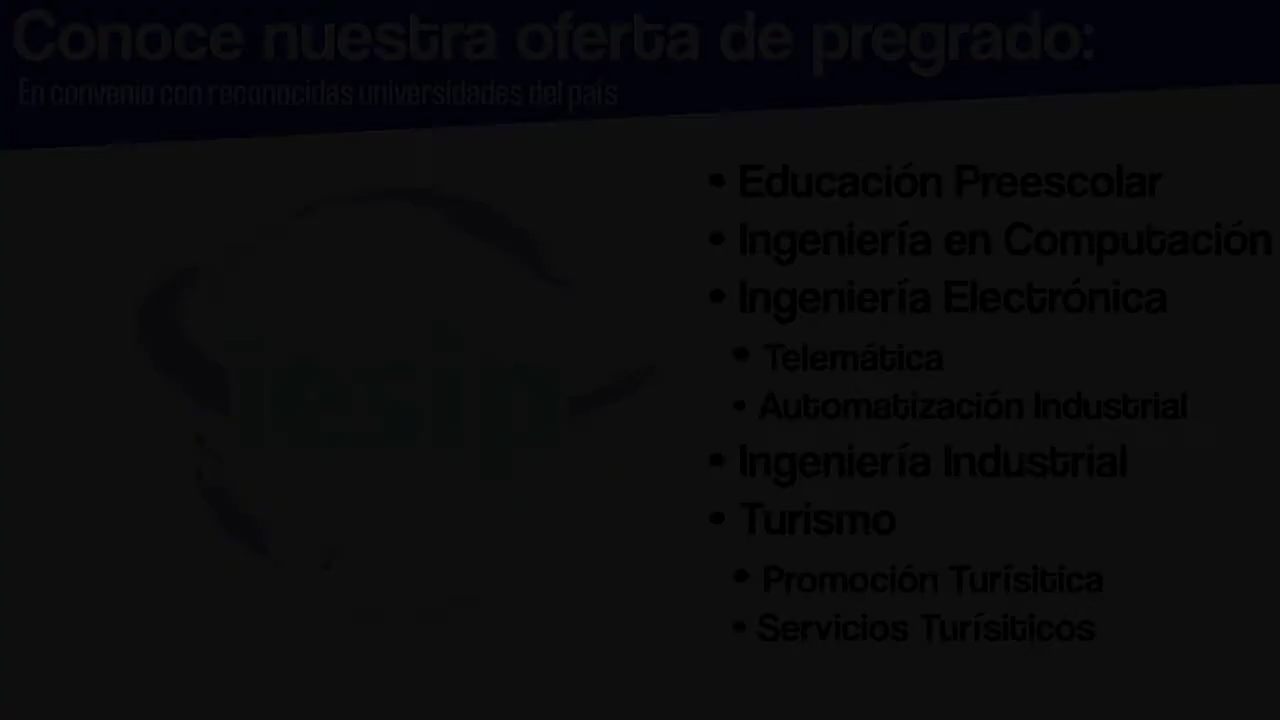 Conoce nuestra oferta de pregrado:
En convenio con reconocidas universidades del país
iesip
• Educación Preescolar
• Ingeniería en Computación
• Ingeniería Electrónica
• Telemática
• Automatización Industrial
• Ingeniería Industrial
• Turismo
• Promoción Turísitica
• Servicios Turísiticos